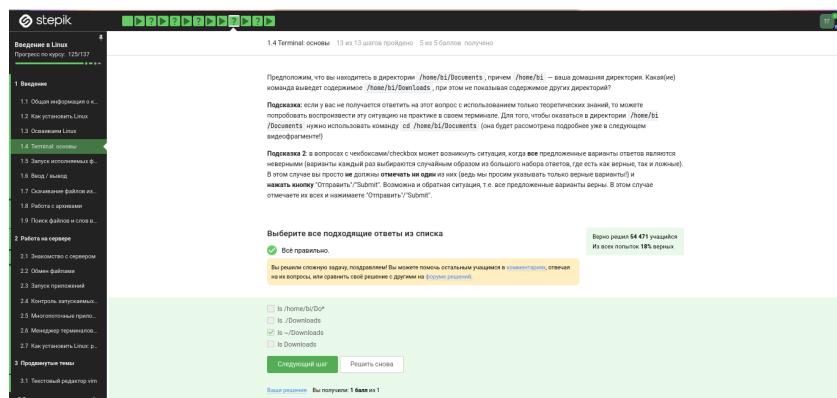 stepik
Введение в Linux
Прогресс по курсу: 125/137
1 Введение
1.1 Общая информация о к...
1.2 Как установить Linux
1.3 Осваиваем Linux
1.4 Terminal: основы
1.5 Запуск исполняемых ф...
1.6 Ввод / вывод
1.7 Скачивание файлов из...
1.8 Работа с архивами
1.9 Поиск файлов и слов в...
2 Работа на сервере
2.1 Знакомство с сервером
2.2 Обмен файлами
2.3 Запуск приложений
2.4 Контроль запускаемых...
2.5 Многопоточные прило...
2.6 Менеджер терминалов...
2.7 Как установить Linux: р...
3 Продвинутые темы
3.1 Текстовый редактор vim
1.4 Terminal: основы 13 из 13 шагов пройдено 5 из 5 баллов получено
Предположим, что вы находитесь в директории /home/bi/Documents, причем /home/bi — ваша домашняя директория. Какая(ие)
команда выведет содержимое /home/bi/Downloads, при этом не показывая содержимое других директорий?
Подсказка: если у вас не получается ответить на этот вопрос с использованием только теоретических знаний, то можете
попробовать воспроизвести эту ситуацию на практике в своем терминале. Для того, чтобы оказаться в директории /home/bi
/Documents нужно использовать команду cd /home/bi/Documents (она будет рассмотрена подробнее уже в следующем
видеофрагменте!)
Подсказка 2: в вопросах с чекбоксами/checkbox может возникнуть ситуация, когда все предложенные варианты ответов являются
неверными (варианты каждый раз выбираются случайным образом из большого набора ответов, где есть как верные, так и ложные).
В этом случае вы просто не должны отмечать ни один из них (ведь мы просим указывать только верные варианты!) и
нажать кнопку "Отправить"/"Submit". Возможна и обратная ситуация, т.е. все предложенные варианты верны. В этом случае
отмечаете их всех и нажимаете "Отправить"/"Submit".
Выберите все подходящие ответы из списка
Всё правильно.
Верно решил 54 471 учащийся
Из всех попыток 18% верных
Вы решили сложную задачу, поздравляем! Вы можете помочь остальным учащимся в комментариях, отвечая
на их вопросы, или сравнить своё решение с другими на форуме решений.
ls /home/bi/Do*
ls ./Downloads
ls ~/Downloads
ls Downloads
Следующий шаг Решить снова
Ваши решения Вы получили: 1 балл из 1